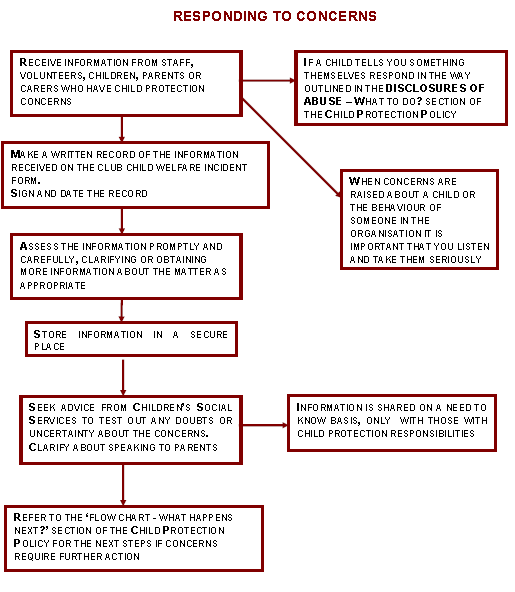 RESPONDING TO CONCERNS
RECEIVE INFORMATION FROM STAFF,
VOLUNTEERS, CHILDREN, PARENTS OR
CARERS WHO HAVE CHILD PROTECTION
CONCERNS
IF A CHILD TELLS YOU SOMETHING
THEMSELVES RESPOND IN THE WAY
OUTLINED IN THE DISCLOSURES OF
ABUSE – WHAT TO DO? SECTION OF
THE CHILD PROTECTION POLICY
MAKE A WRITTEN RECORD OF THE INFORMATION
RECEIVED ON THE CLUB CHILD WELFARE INCIDENT
FORM.
SIGN AND DATE THE RECORD
WHEN CONCERNS ARE
RAISED ABOUT A CHILD OR
THE BEHAVIOUR OF
SOMEONE IN THE
ORGANISATION IT IS
IMPORTANT THAT YOU LISTEN
AND TAKE THEM SERIOUSLY
ASSESS THE INFORMATION PROMPTLY AND
CAREFULLY, CLARIFYING OR OBTAINING
MORE INFORMATION ABOUT THE MATTER AS
APPROPRIATE
STORE INFORMATION IN A SECURE
PLACE
SEEK ADVICE FROM CHILDREN'S SOCIAL
SERVICES TO TEST OUT ANY DOUBTS OR
UNCERTAINTY ABOUT THE CONCERNS.
CLARIFY ABOUT SPEAKING TO PARENTS
INFORMATION IS SHARED ON A NEED TO
KNOW BASIS, ONLY WITH THOSE WITH
CHILD PROTECTION RESPONSIBILITIES
REFER TO THE 'FLOW CHART - WHAT HAPPENS
NEXT?' SECTION OF THE CHILD PROTECTION
POLICY FOR THE NEXT STEPS IF CONCERNS
REQUIRE FURTHER ACTION